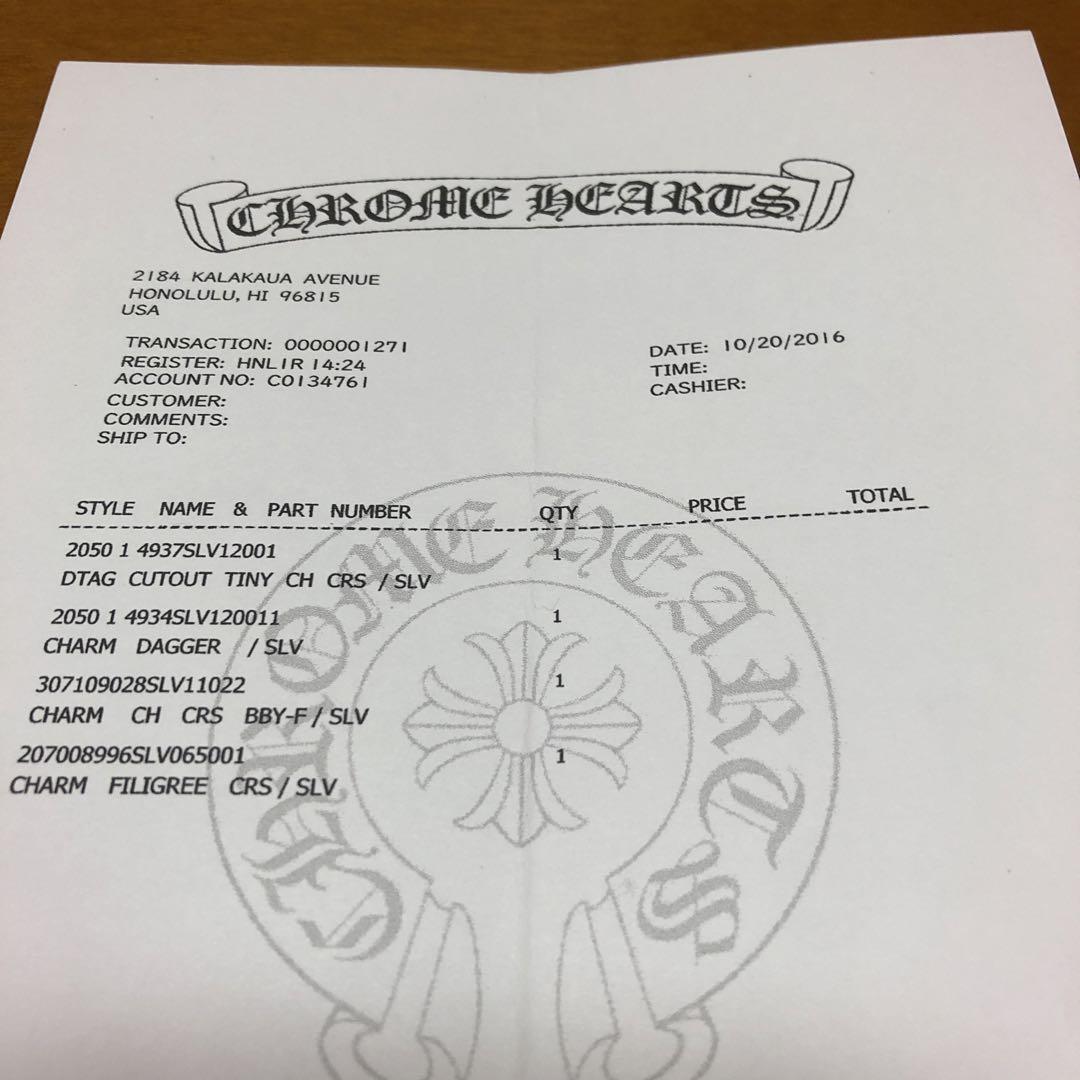 CHROME HEARTS
2184 KALAKAUA AVENUE
HONOLULU, HI 96815
USA
TRANSACTION: 0000001271
REGISTER: HNL1R 14:24
ACCOUNT NO: C0134761
CUSTOMER:
COMMENTS:
SHIP TO:
DATE: 10/20/2016
TIME:
CASHIER:
STYLE NAME & PART NUMBER QTY PRICE TOTAL
2050 1 4937SLV12001 1
DTAG CUTOUT TINY CH CRS / SLV
2050 1 4934SLV120011 1
CHARM DAGGER / SLV
307109028SLV11022 1
CHARM CH CRS BBY-F / SLV
207008996SLV065001 1
CHARM FILIGREE CRS / SLV
CHROME HEARTS